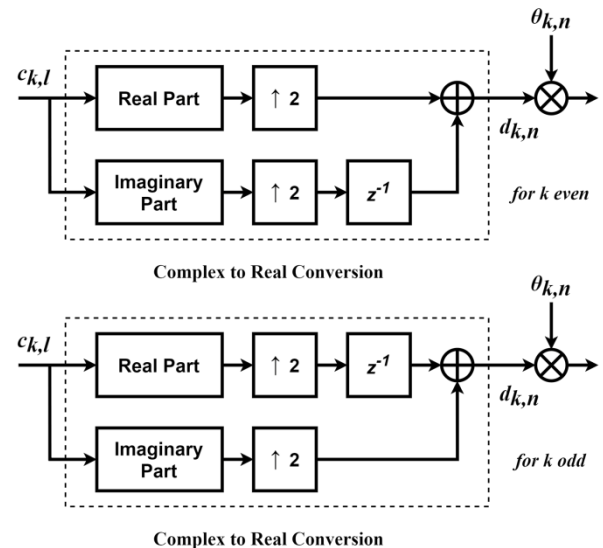 θk,n
ck,l
Real Part
↑ 2
dk,n
Imaginary
Part
↑ 2
z-1
for k even
Complex to Real Conversion
θk,n
ck,l
Real Part
↑ 2
z-1
dk,n
Imaginary
Part
↑ 2
for k odd
Complex to Real Conversion